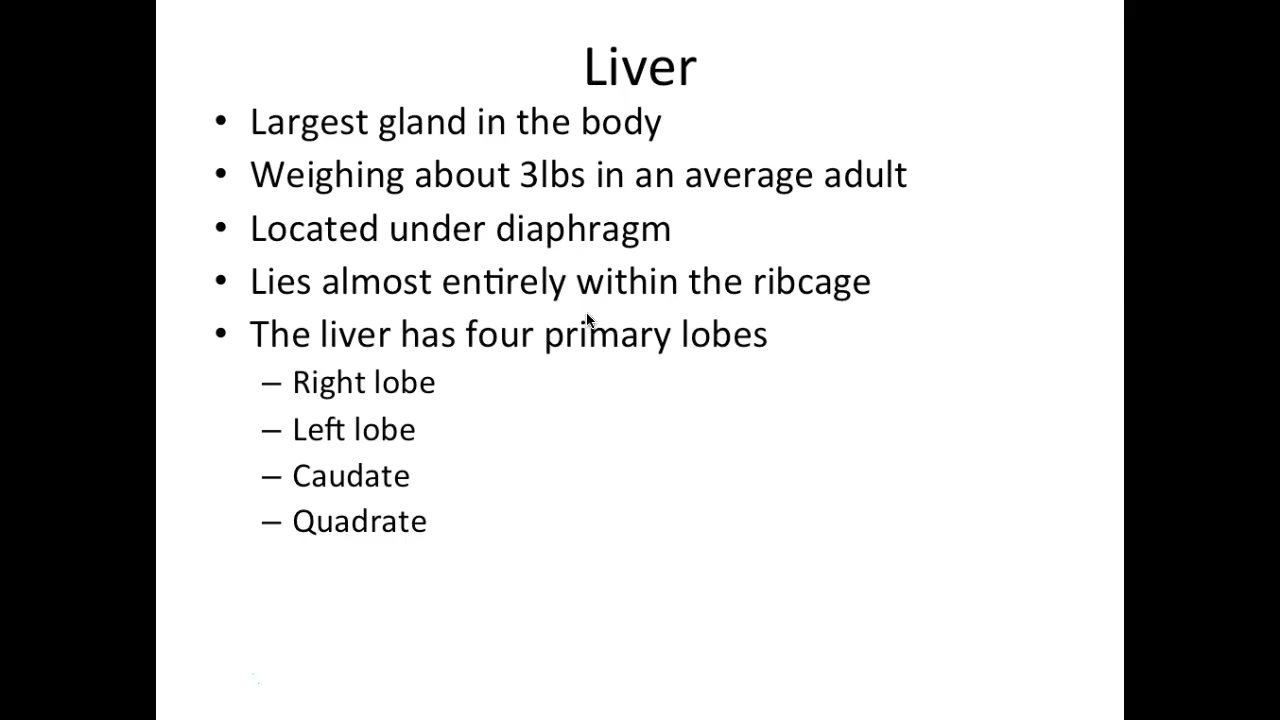 Liver
• Largest gland in the body
• Weighing about 3lbs in an average adult
• Located under diaphragm
• Lies almost entirely within the ribcage
• The liver has four primary lobes
– Right lobe
– Left lobe
– Caudate
– Quadrate